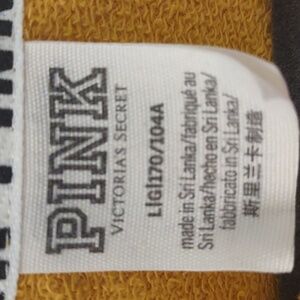 PINK
VICTORIA'S SECRET
L|G|170/104A
made in Sri Lanka/fabriqué au
Sri Lanka/hecho en Sri Lanka/
fabbricato in Sri Lanka/
斯里兰卡制造